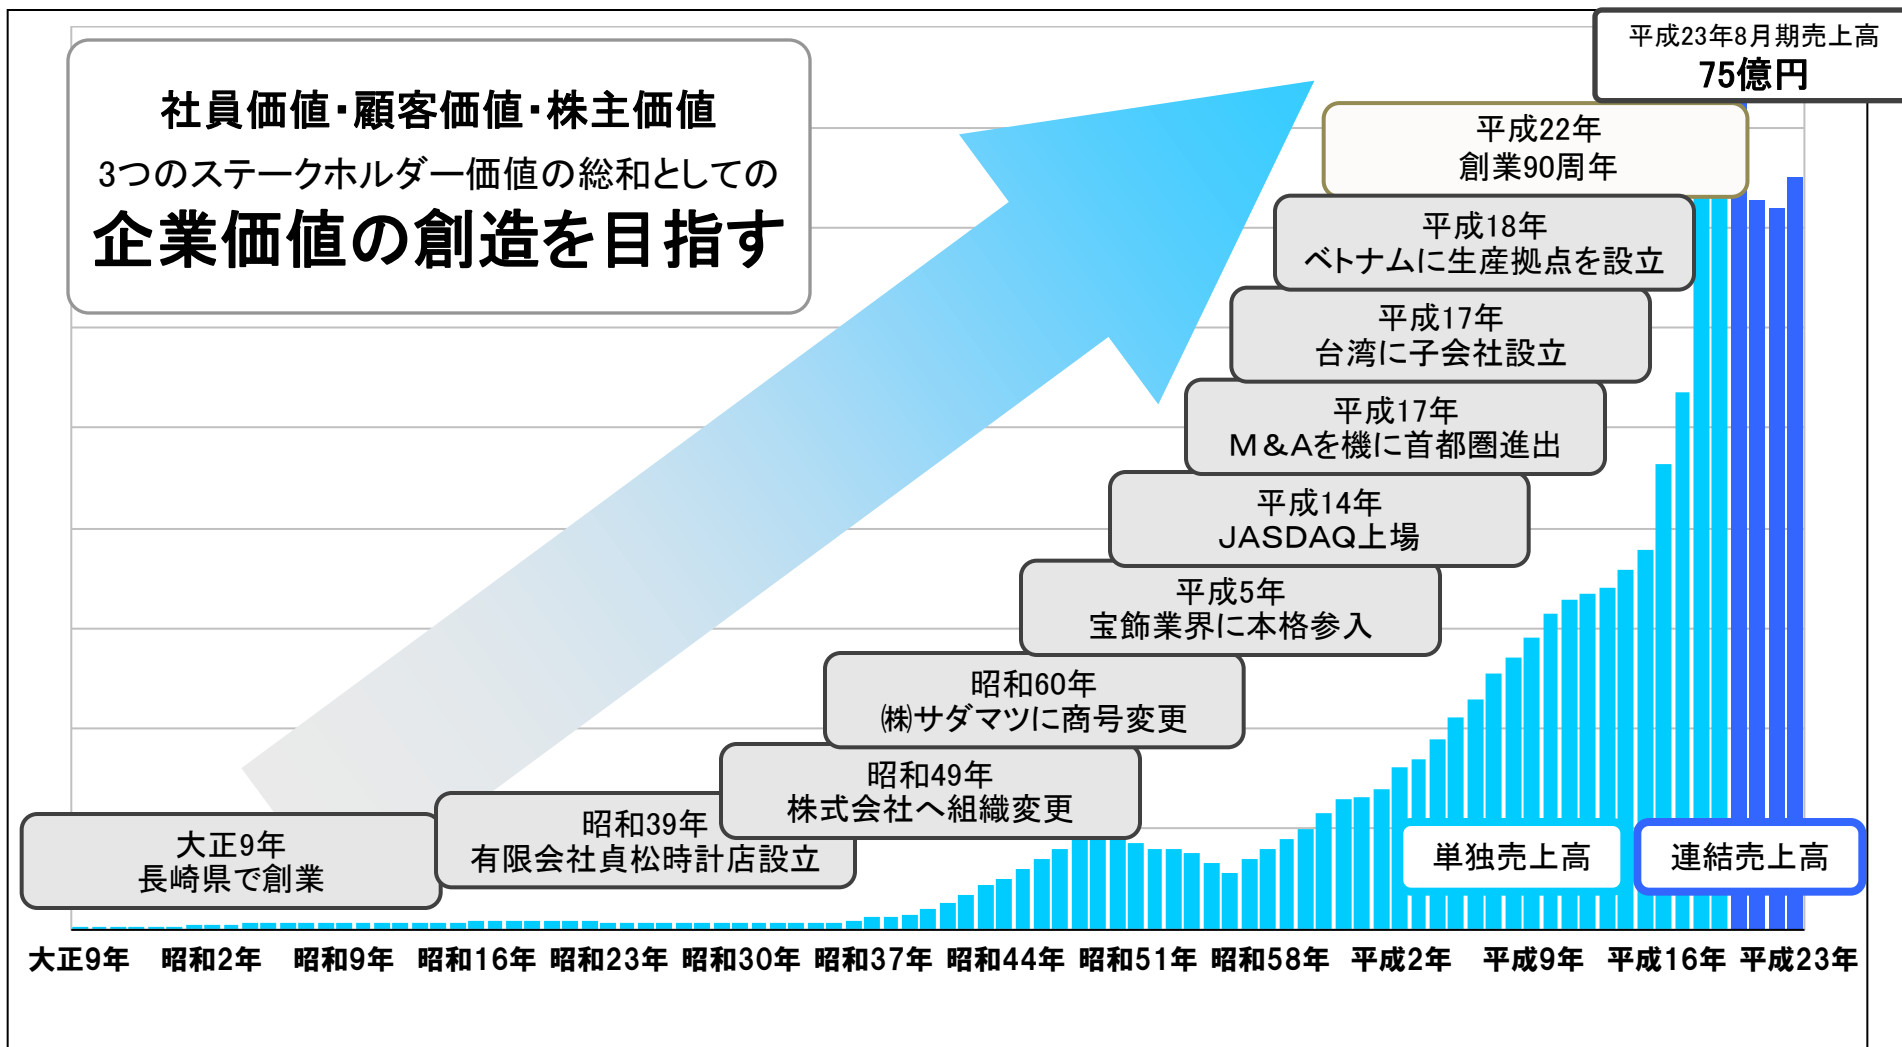 平成23年8月期売上高
75億円
社員価値・顧客価値・株主価値
3つのステークホルダー価値の総和としての
企業価値の創造を目指す
平成22年
創業90周年
平成18年
ベトナムに生産拠点を設立
平成17年
台湾に子会社設立
平成17年
M&Aを機に首都圏進出
平成14年
JASDAQ上場
平成5年
宝飾業界に本格参入
昭和60年
㈱サダマツに商号変更
昭和49年
株式会社へ組織変更
昭和39年
有限会社貞松時計店設立
大正9年
長崎県で創業
単独売上高
連結売上高
大正9年 昭和2年 昭和9年 昭和16年 昭和23年 昭和30年 昭和37年 昭和44年 昭和51年 昭和58年 平成2年 平成9年 平成16年 平成23年